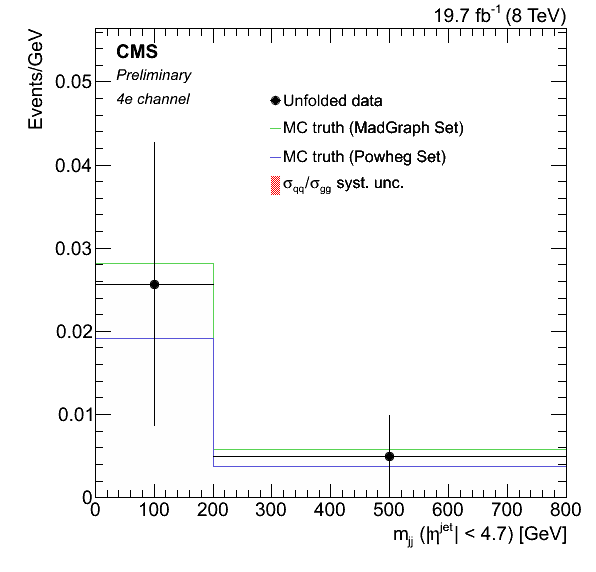 19.7 fb⁻¹ (8 TeV)
Events/GeV
CMS
Preliminary
4e channel
Unfolded data
MC truth (MadGraph Set)
MC truth (Powheg Set)
σqq/σgg syst. unc.
0.05
0.04
0.03
0.02
0.01
0
0 100 200 300 400 500 600 700 800
mjj (|ηjet| < 4.7) [GeV]